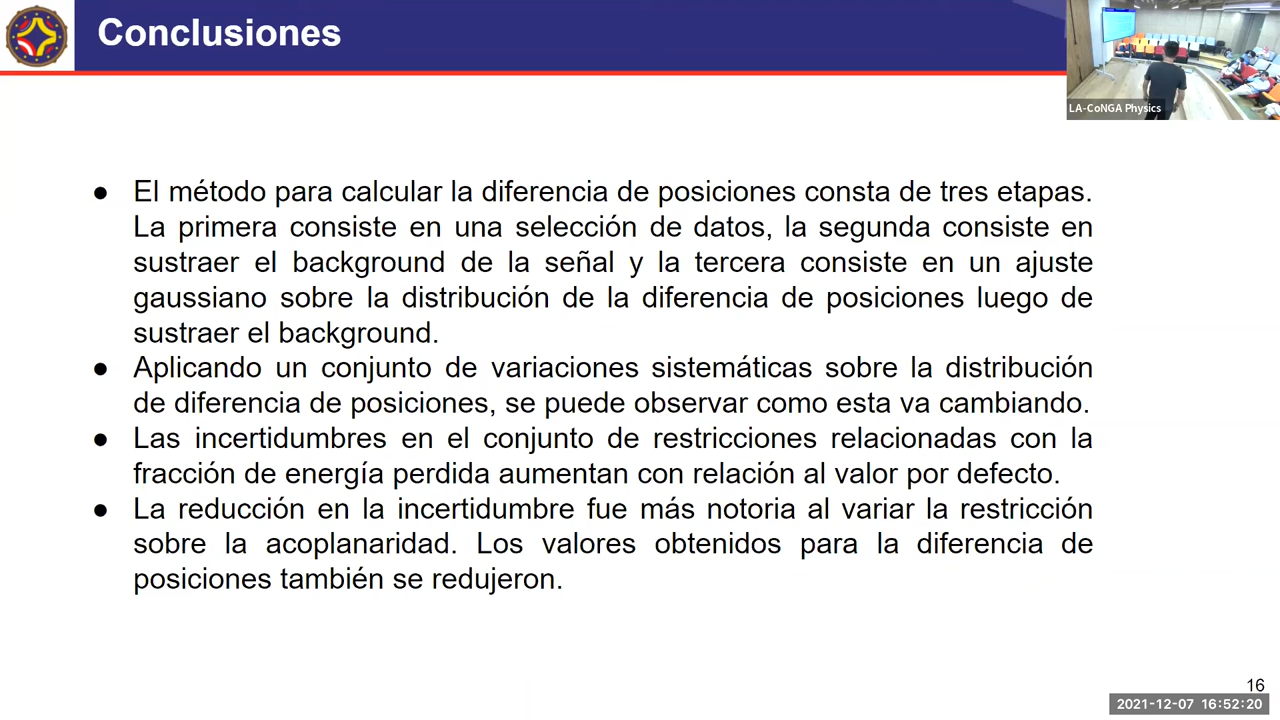 Conclusiones
LA-CoNGA Physics
● El método para calcular la diferencia de posiciones consta de tres etapas.
La primera consiste en una selección de datos, la segunda consiste en
sustraer el background de la señal y la tercera consiste en un ajuste
gaussiano sobre la distribución de la diferencia de posiciones luego de
sustraer el background.
● Aplicando un conjunto de variaciones sistemáticas sobre la distribución
de diferencia de posiciones, se puede observar como esta va cambiando.
● Las incertidumbres en el conjunto de restricciones relacionadas con la
fracción de energía perdida aumentan con relación al valor por defecto.
● La reducción en la incertidumbre fue más notoria al variar la restricción
sobre la acoplanaridad. Los valores obtenidos para la diferencia de
posiciones también se redujeron.
16
2021-12-07 16:52:20